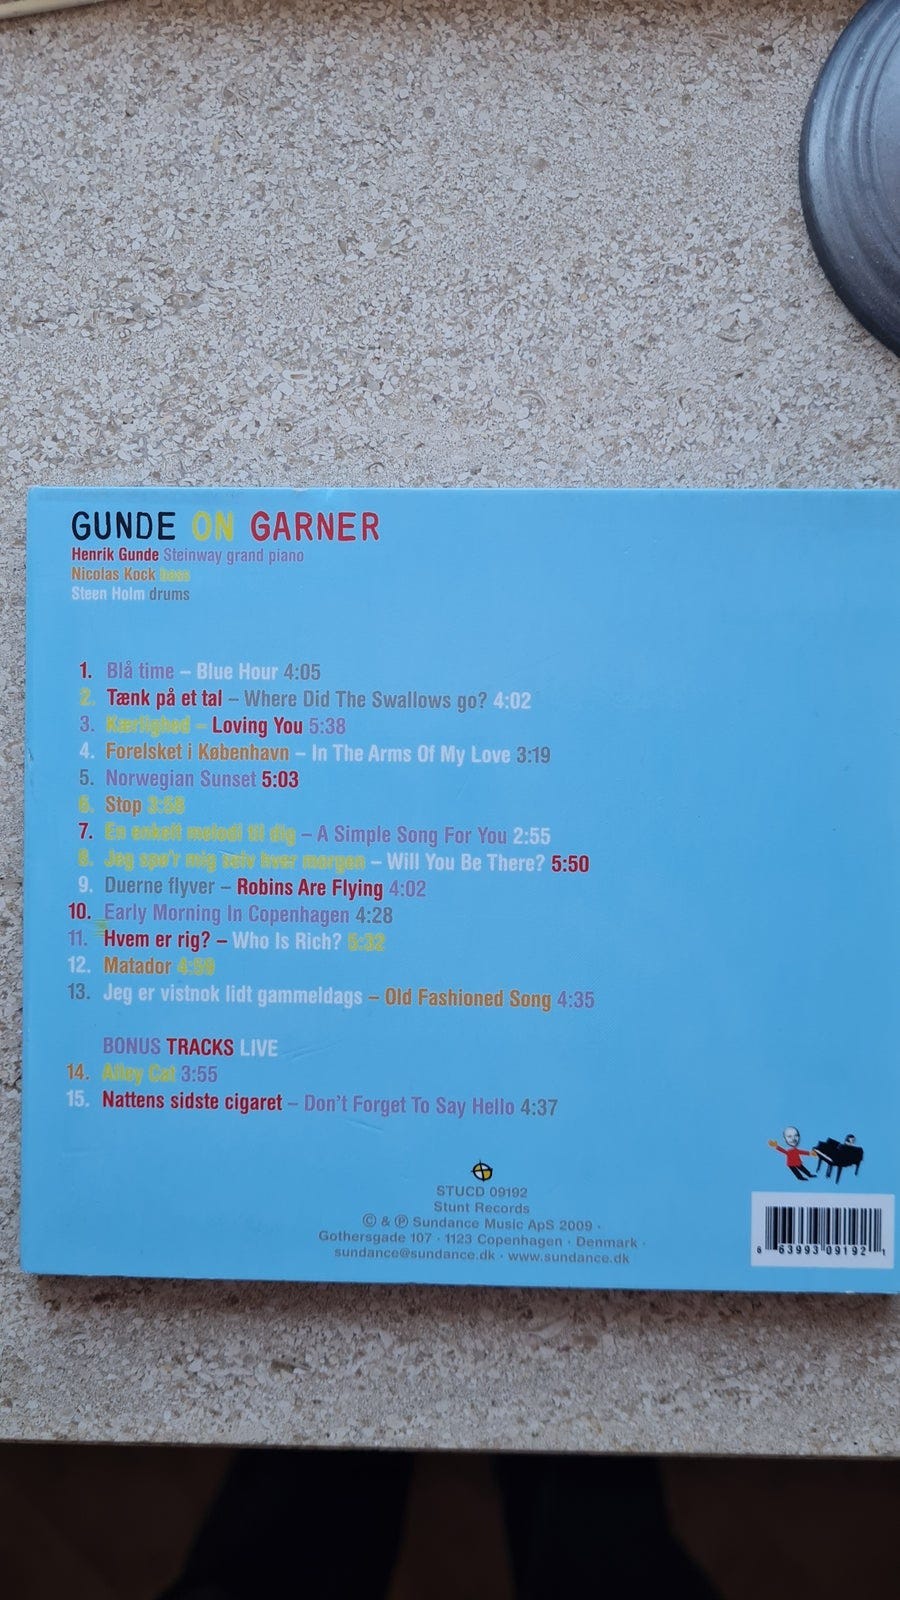 GUNDE ON GARNER
Henrik Gunde Steinway grand piano
Nicolas Kock bass
Steen Holm drums
1. Blå time – Blue Hour 4:05
2. Tænk på et tal – Where Did The Swallows go? 4:02
3. Kærlighed – Loving You 5:38
4. Forelsket i København – In The Arms Of My Love 3:19
5. Norwegian Sunset 5:03
6. Stop 3:58
7. En enkelt melodi til dig – A Simple Song For You 2:55
8. Jeg spø'r mig selv hver morgen – Will You Be There? 5:50
9. Duerne flyver – Robins Are Flying 4:02
10. Early Morning In Copenhagen 4:28
11. Hvem er rig? – Who Is Rich? 5:32
12. Matador 4:59
13. Jeg er vistnok lidt gammeldags – Old Fashioned Song 4:35
BONUS TRACKS LIVE
14. Alley Cat 3:55
15. Nattens sidste cigaret – Don't Forget To Say Hello 4:37
STUCD 09192
Stunt Records
© & ℗ Sundance Music ApS 2009 ·
Gothersgade 107 · 1123 Copenhagen · Denmark ·
sundance@sundance.dk · www.sundance.dk
6 63993 09192 1